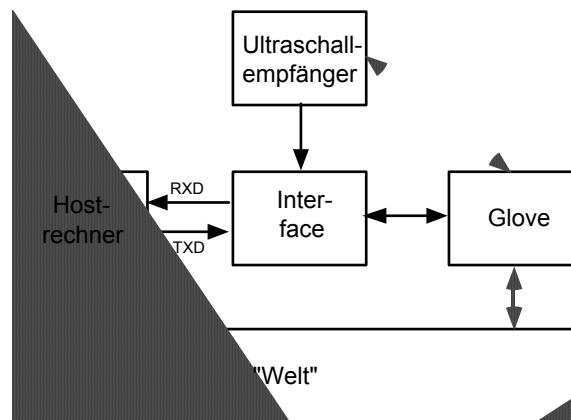 Ultraschall-
empfänger
RXD
Host-
rechner
TXD
Inter-
face
Glove
"Welt"